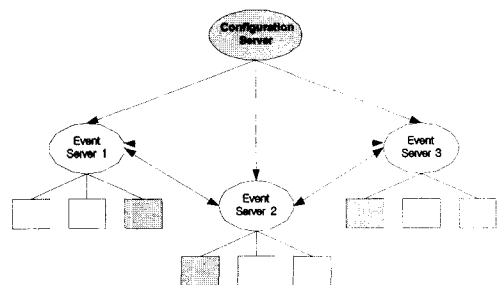 Configuration
Server
Event
Server 1
Event
Server 3
Event
Server 2